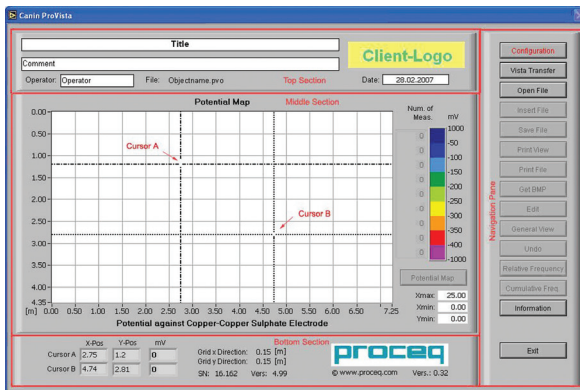 Canin ProVista
Title
Comment
Client-Logo
Operator: Operator File: Objectname.pvo Top Section Date: 28.02.2007
Potential Map Middle Section
Num. of Meas. mV
0.00
0.50
1.00
1.50
2.00
2.50
3.00
3.50
4.00
4.35
[m] 0.00 0.50 1.00 1.50 2.00 2.50 3.00 3.50 4.00 4.50 5.00 5.50 6.00 6.50 7.25
Potential against Copper-Copper Sulphate Electrode
Cursor A
Cursor B
0
0
0
0
0
0
0
0
1000
-50
-100
-150
-200
-250
-300
-350
-400
-1000
Potential Map
Xmax: 25.00
Xmin: 0.00
Ymin: 0.00
Bottom Section
X-Pos Y-Pos mV
Cursor A 2.75 1.2 0
Cursor B 4.74 2.81 0
Grid x Direction: 0.15 [m]
Grid y Direction: 0.15 [m]
SN: 16.162 Vers: 4.99
proceq
© www.proceq.com Vers.: 0.32
Navigation Pane
Configuration
Vista Transfer
Open File
Insert File
Save File
Print View
Print File
Get BMP
Edit
General View
Undo
Relative Frequency
Cumulative Freq.
Information
Exit